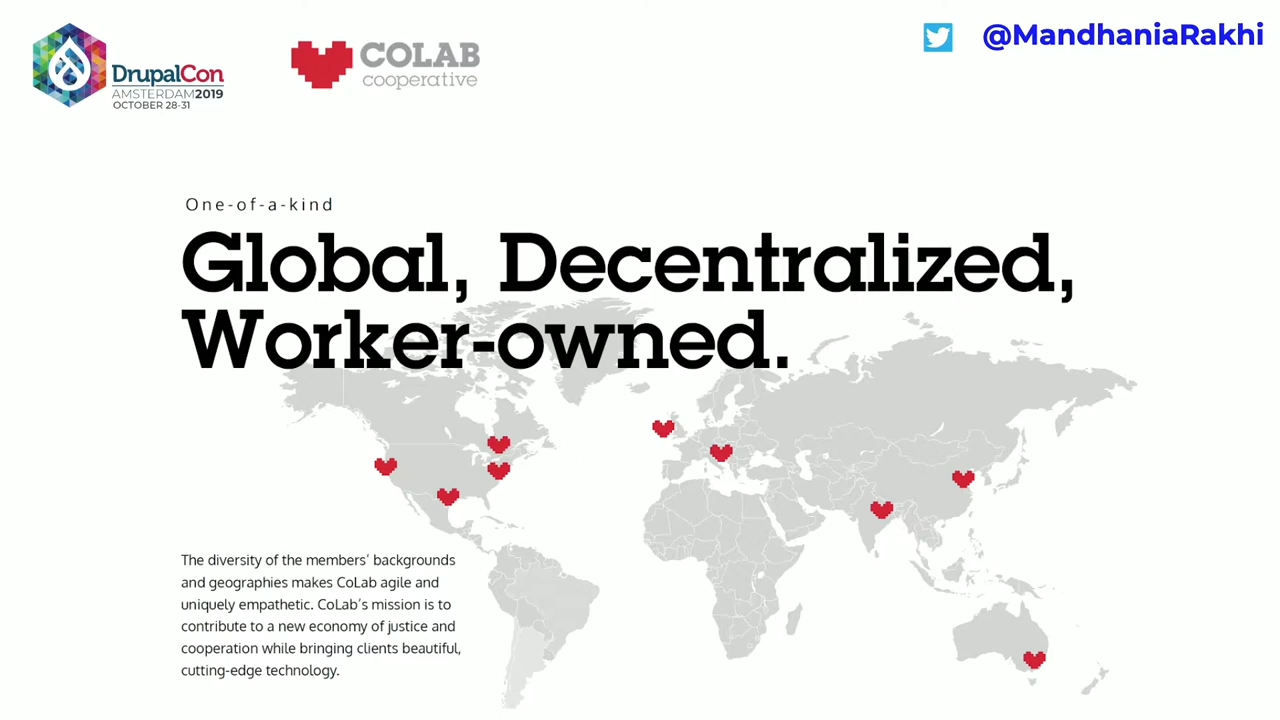 DrupalCon
AMSTERDAM2019
OCTOBER 28-31
COLAB
cooperative
@MandhaniaRakhi
One-of-a-kind
Global, Decentralized,
Worker-owned.
The diversity of the members’ backgrounds
and geographies makes CoLab agile and
uniquely empathetic. CoLab’s mission is to
contribute to a new economy of justice and
cooperation while bringing clients beautiful,
cutting-edge technology.